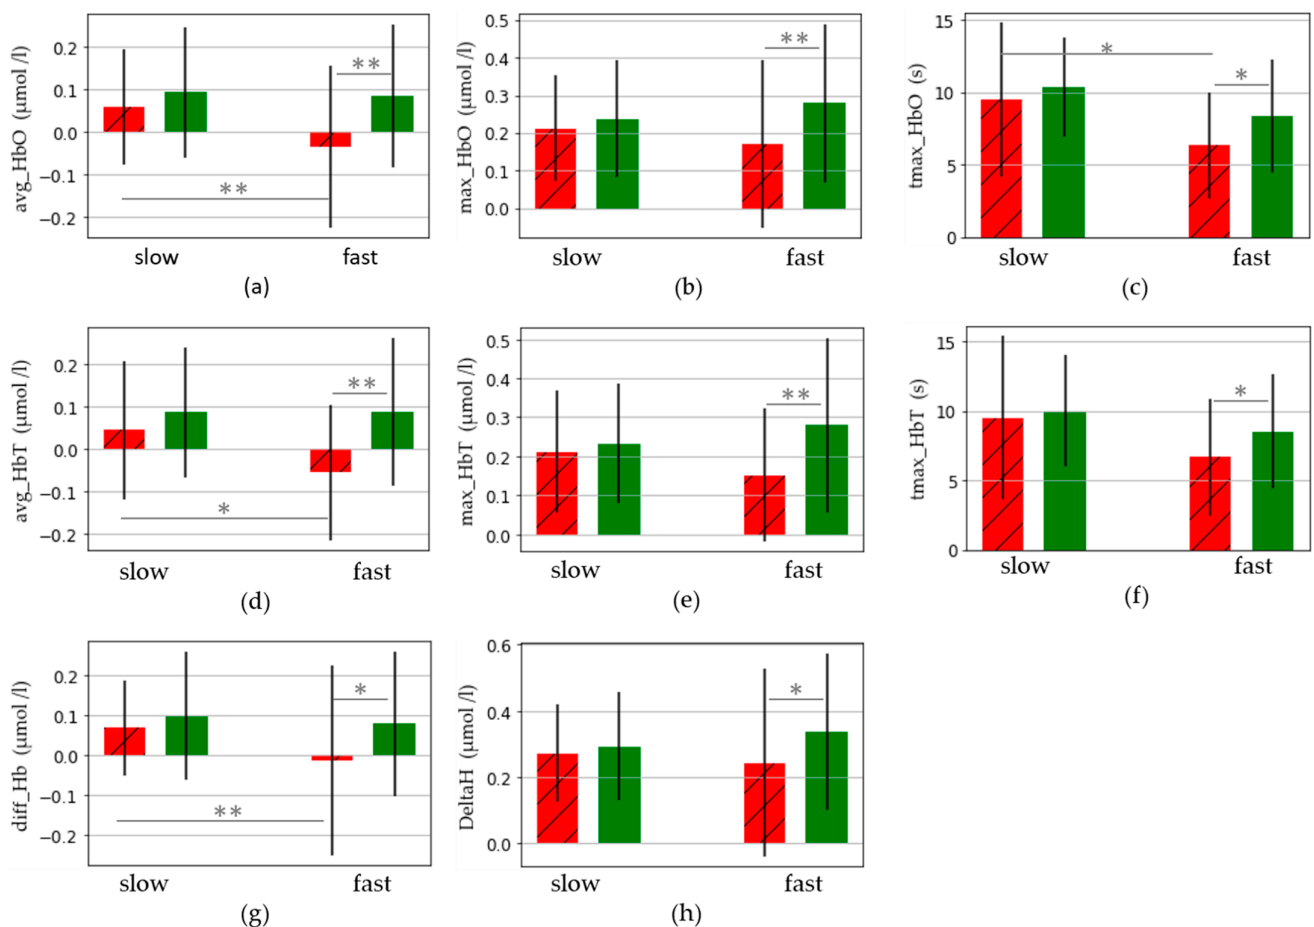 avg_HbO (μmol /l)
0.2
0.1
0.0
−0.1
−0.2
**
**
slow fast
(a)
max_HbO (μmol /l)
0.5
0.4
0.3
0.2
0.1
0.0
**
slow fast
(b)
tmax_HbO (s)
15
10
5
0
*
*
slow fast
(c)
avg_HbT (μmol /l)
0.2
0.1
0.0
−0.1
−0.2
**
*
slow fast
(d)
max_HbT (μmol /l)
0.5
0.4
0.3
0.2
0.1
0.0
**
slow fast
(e)
tmax_HbT (s)
15
10
5
0
*
slow fast
(f)
diff_Hb (μmol /l)
0.2
0.1
0.0
−0.1
−0.2
*
**
slow fast
(g)
DeltaH (μmol /l)
0.6
0.4
0.2
0.0
*
slow fast
(h)